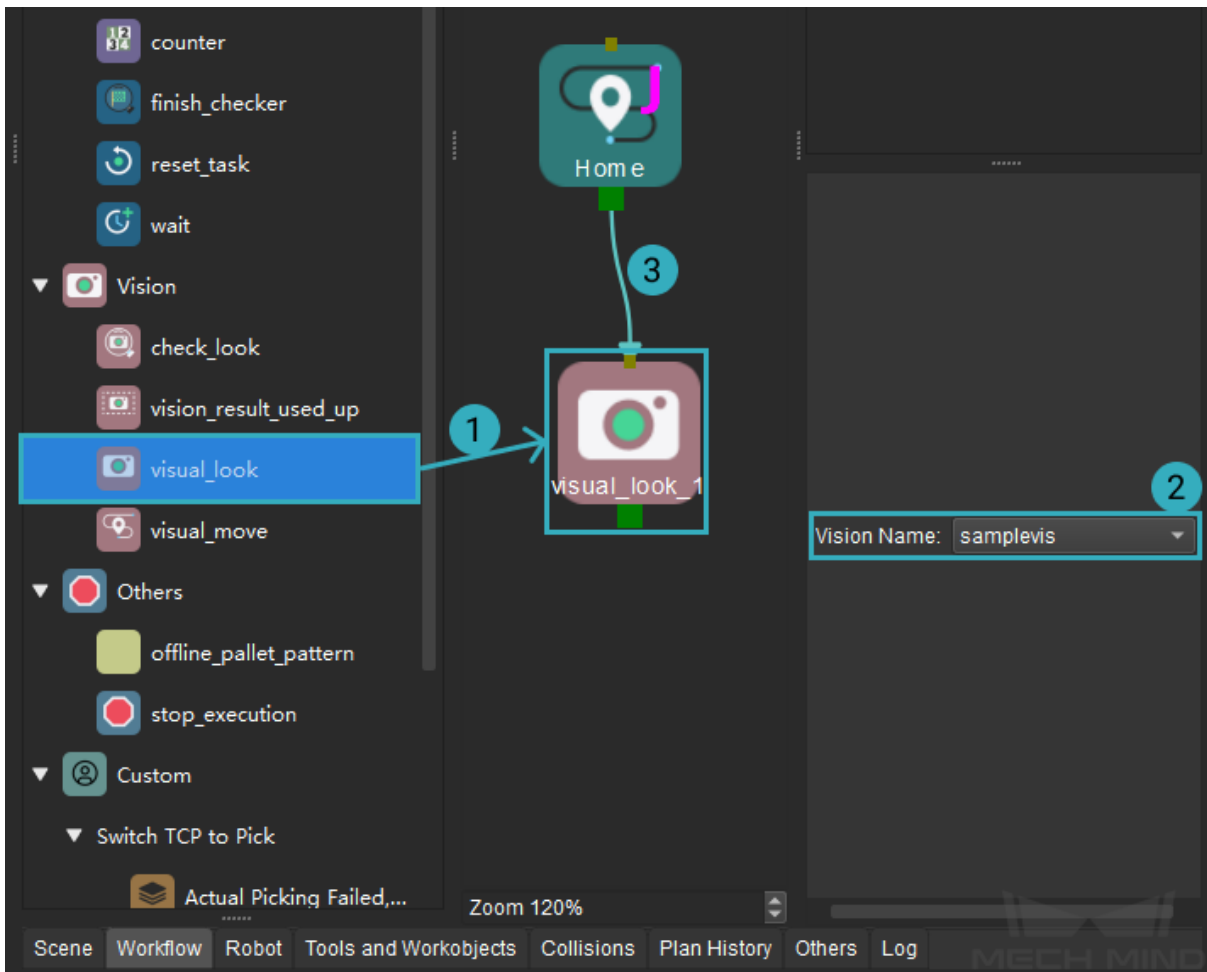 counter
finish_checker
reset_task
wait
Vision
check_look
vision_result_used_up
visual_look
visual_move
Others
offline_pallet_pattern
stop_execution
Custom
Switch TCP to Pick
Actual Picking Failed,...
Home
3
1
visual_look_1
2
Vision Name: samplevis
Zoom 120%
Scene Workflow Robot Tools and Workobjects Collisions Plan History Others Log
MECH MIND